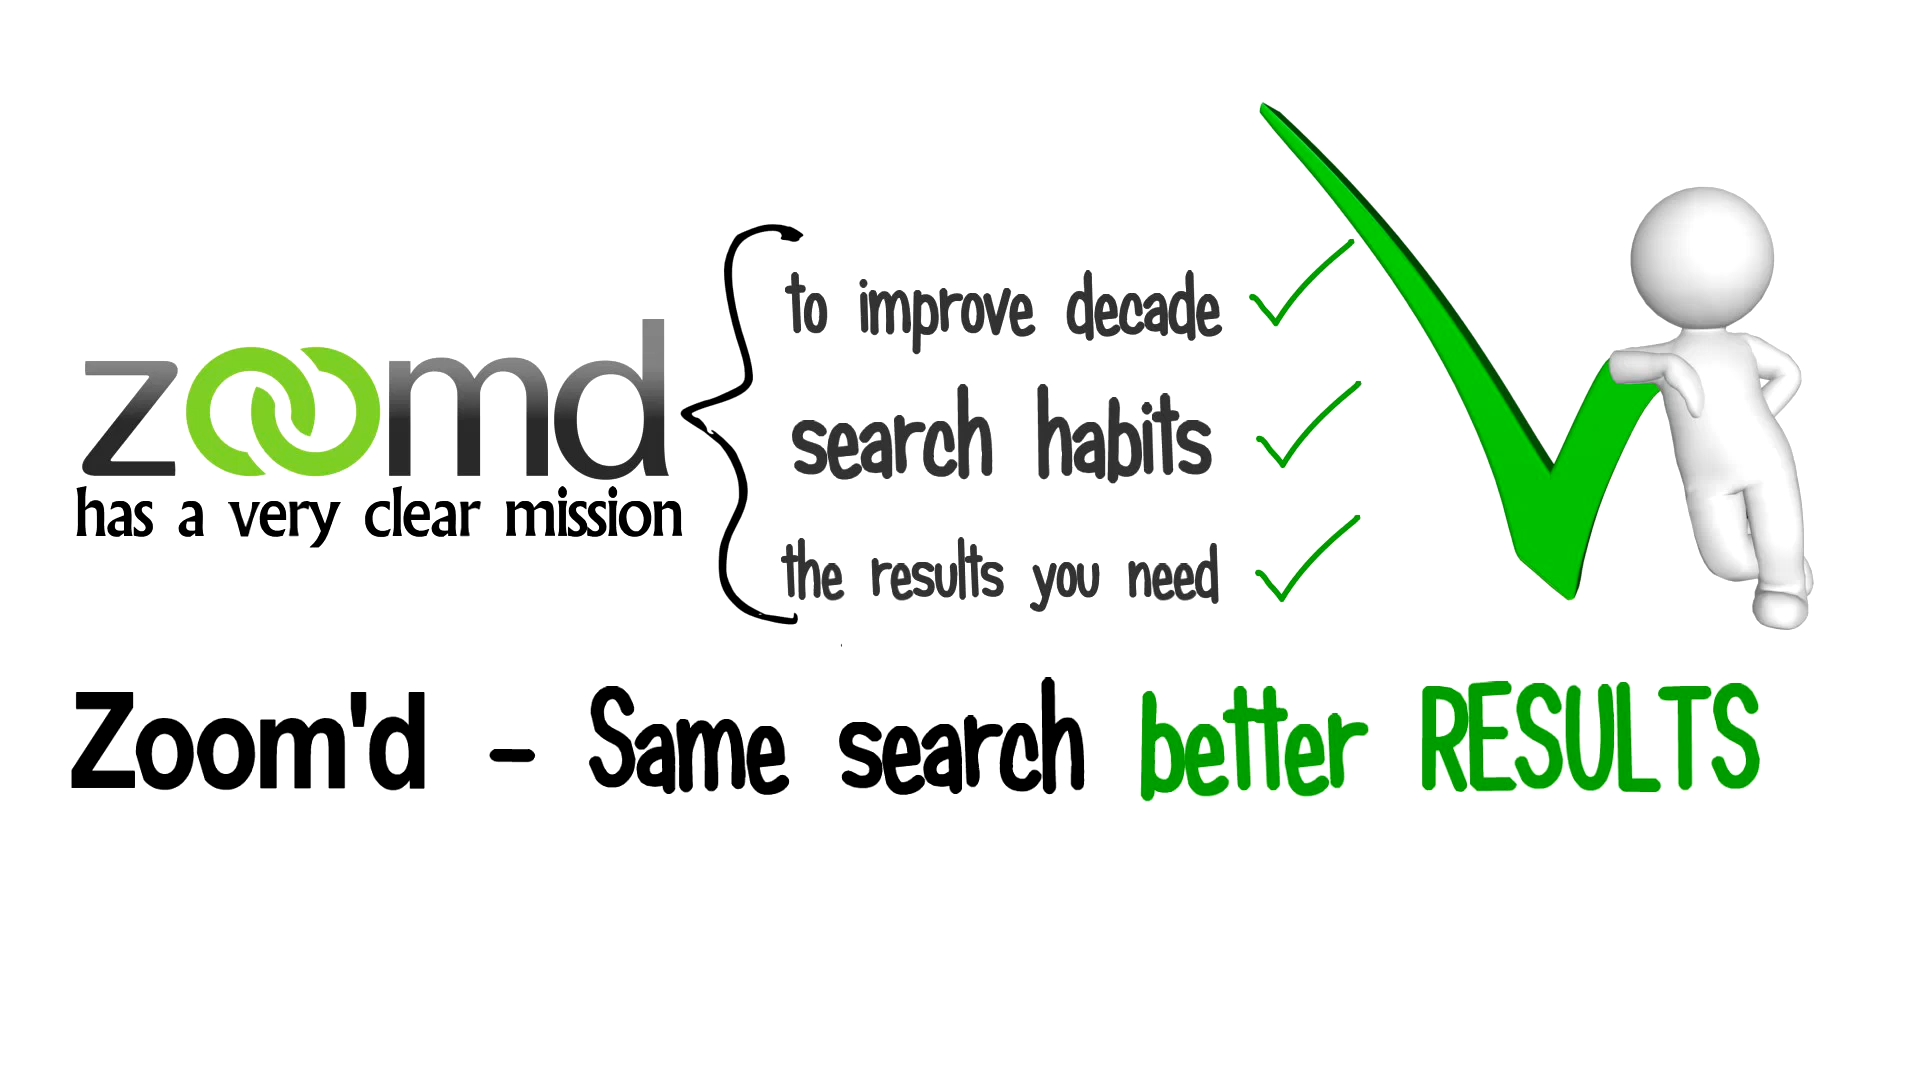 zoomd
has a very clear mission
to improve decade
search habits
the results you need
Zoom'd - Same search better RESULTS